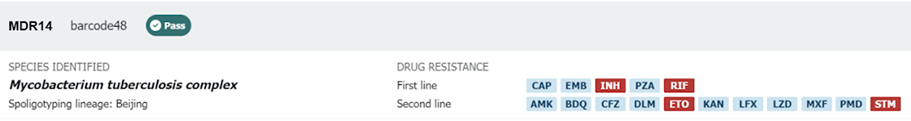 MDR14 barcode48 Pass
SPECIES IDENTIFIED
Mycobacterium tuberculosis complex
Spoligotyping lineage: Beijing
DRUG RESISTANCE
First line CAP EMB INH PZA RIF
Second line AMK BDQ CFZ DLM ETO KAN LFX LZD MXF PMD STM